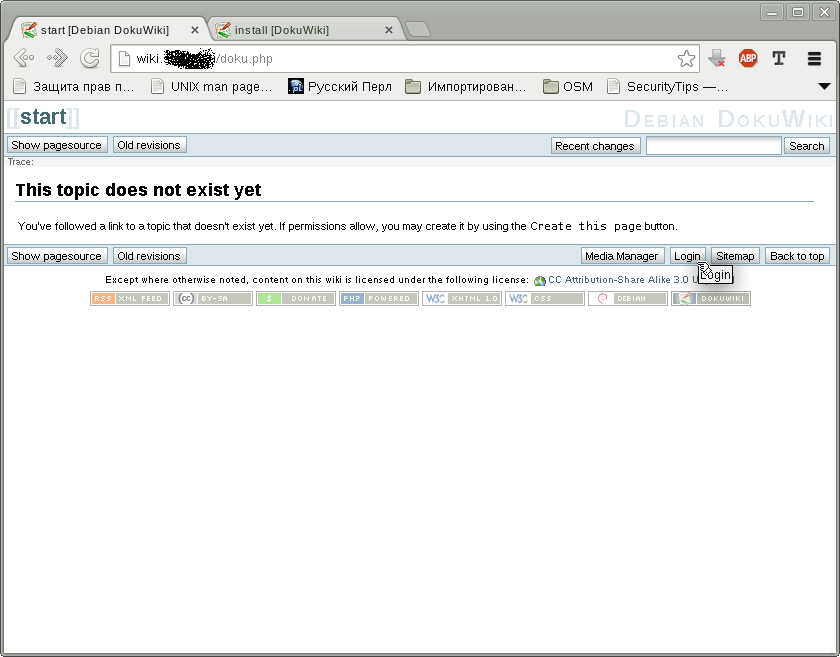 start [Debian DokuWiki]
install [DokuWiki]
wiki. /doku.php
ABP
T
Защита прав п...
UNIX man page...
Русский Перл
Импортирован...
OSM
SecurityTips —...
[[start]]
Debian DokuWiki
Show pagesource
Old revisions
Recent changes
Search
Trace:
This topic does not exist yet
You've followed a link to a topic that doesn't exist yet. If permissions allow, you may create it by using the Create this page button.
Show pagesource
Old revisions
Media Manager
Login
Sitemap
Back to top
Login
Except where otherwise noted, content on this wiki is licensed under the following license: CC Attribution-Share Alike 3.0
RSS XML FEED
cc BY-SA
$ DONATE
PHP POWERED
W3C XHTML 1.0
W3C CSS
DEBIAN
DOKUWIKI